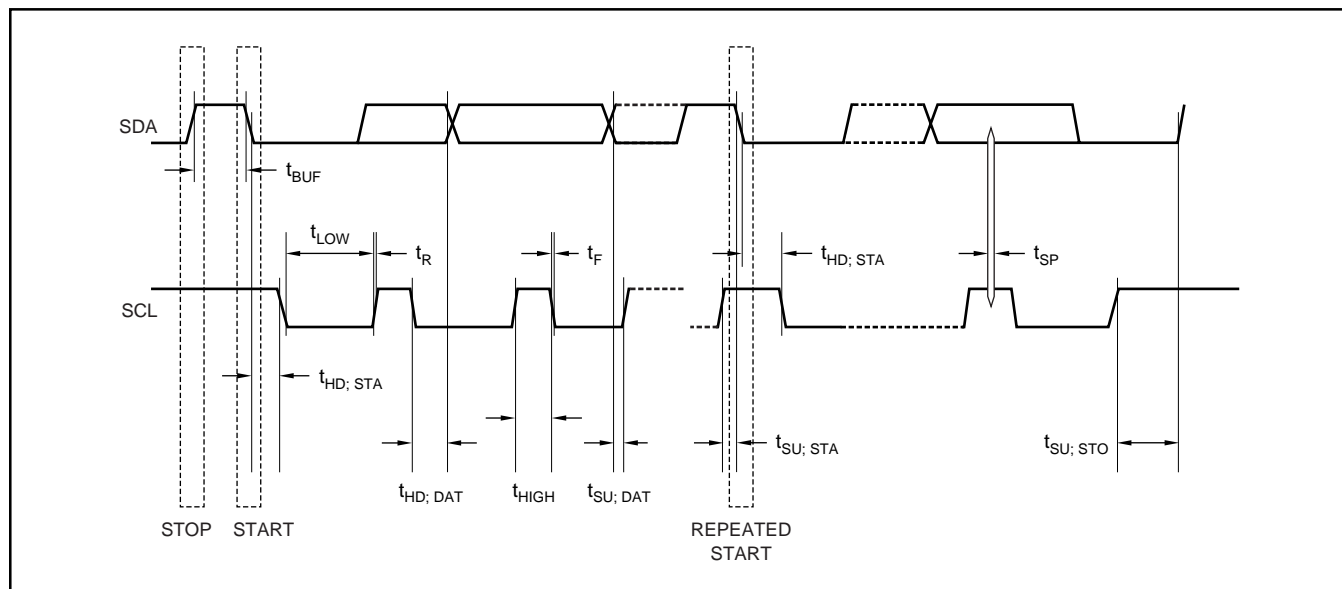 SDA
t_BUF
t_LOW
t_R
t_F
t_HD; STA
t_SP
SCL
t_HD; STA
t_SU; STA
t_SU; STO
t_HD; DAT
t_HIGH
t_SU; DAT
STOP
START
REPEATED
START